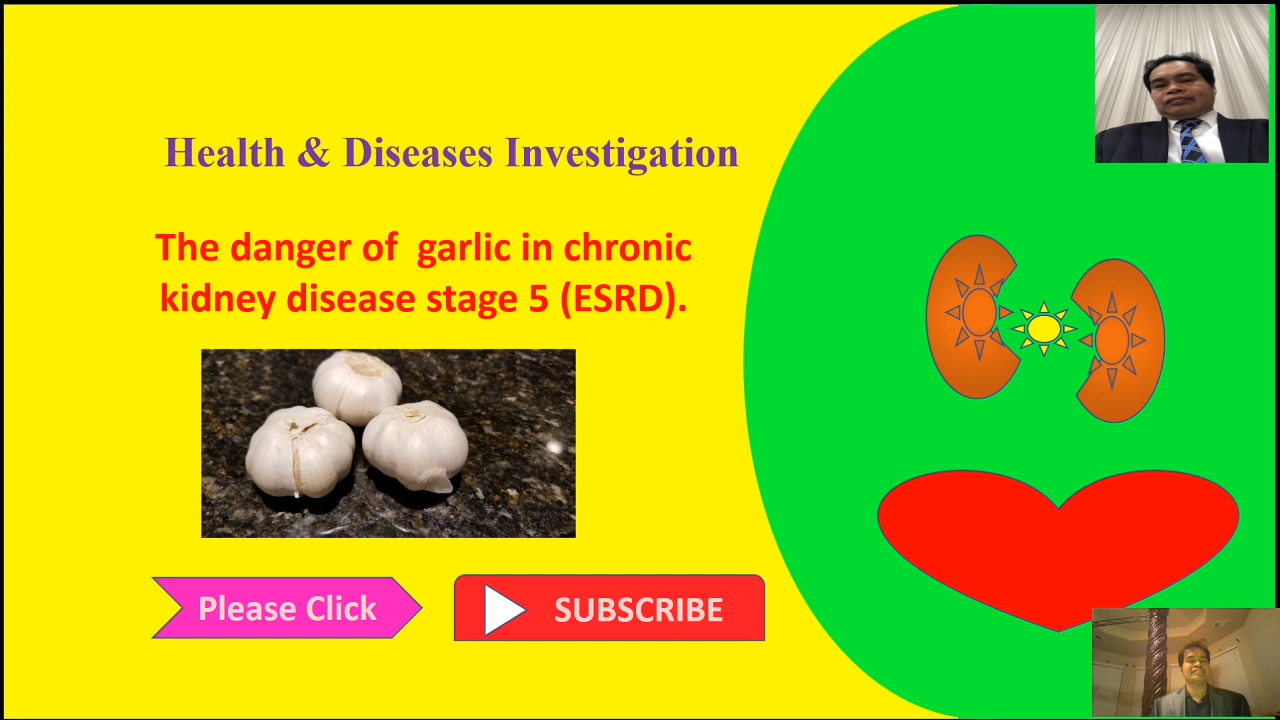 Health & Diseases Investigation
The danger of  garlic in chronic
kidney disease stage 5 (ESRD).
Please Click
SUBSCRIBE